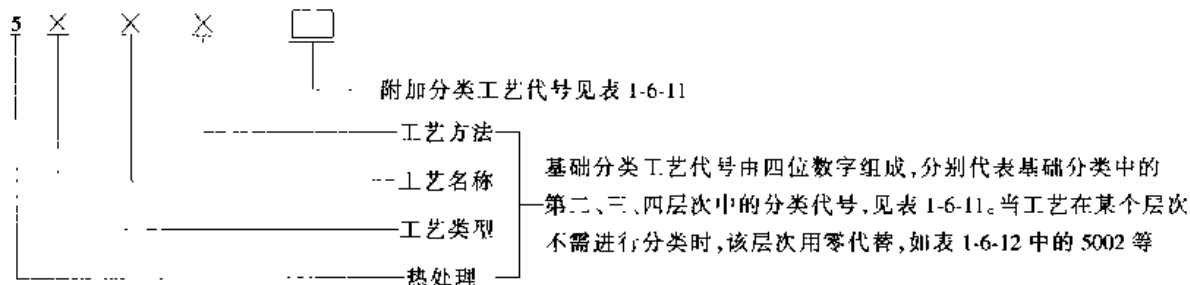 5 × × × □
附加分类工艺代号见表 1-6-11
工艺方法
工艺名称
工艺类型
热处理
基础分类工艺代号由四位数字组成,分别代表基础分类中的
第二、三、四层次中的分类代号,见表 1-6-11。当工艺在某个层次
不需进行分类时,该层次用零代替,如表 1-6-12 中的 5002 等